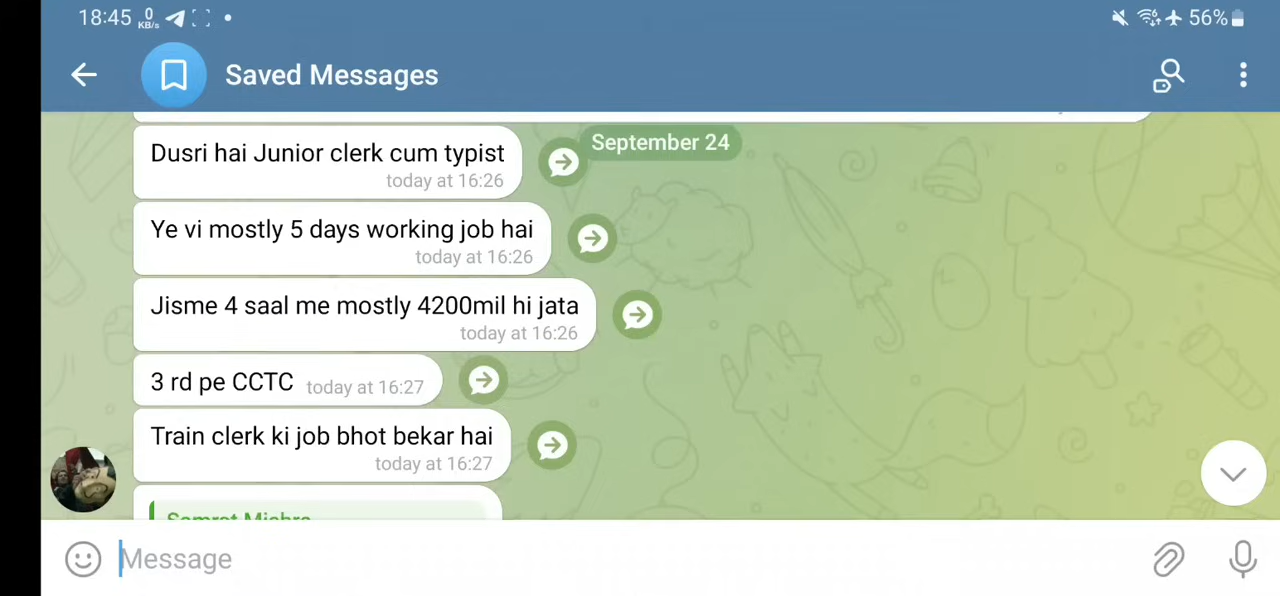 18:45 0 KB/s 56%
Saved Messages
September 24
Dusri hai Junior clerk cum typist
today at 16:26
Ye vi mostly 5 days working job hai
today at 16:26
Jisme 4 saal me mostly 4200mil hi jata
today at 16:26
3 rd pe CCTC today at 16:27
Train clerk ki job bhot bekar hai
today at 16:27
Samrat Mishra
Message